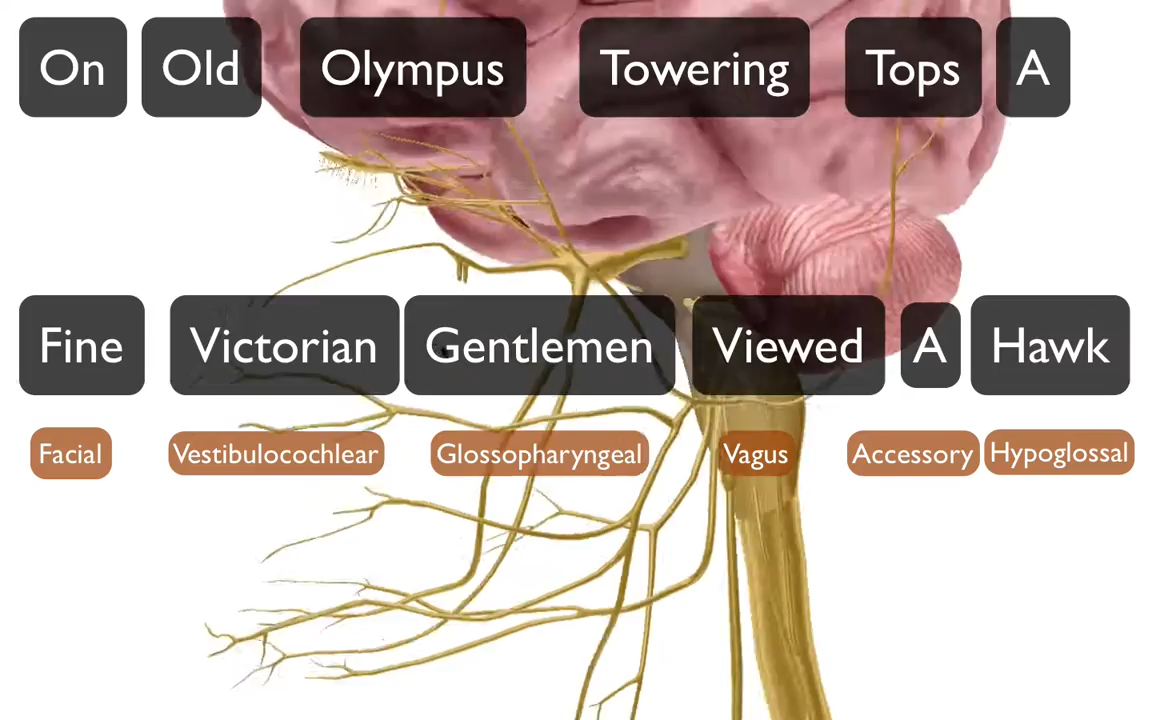 On Old Olympus Towering Tops A
Fine Victorian Gentlemen Viewed A Hawk
Facial Vestibulocochlear Glossopharyngeal Vagus Accessory Hypoglossal